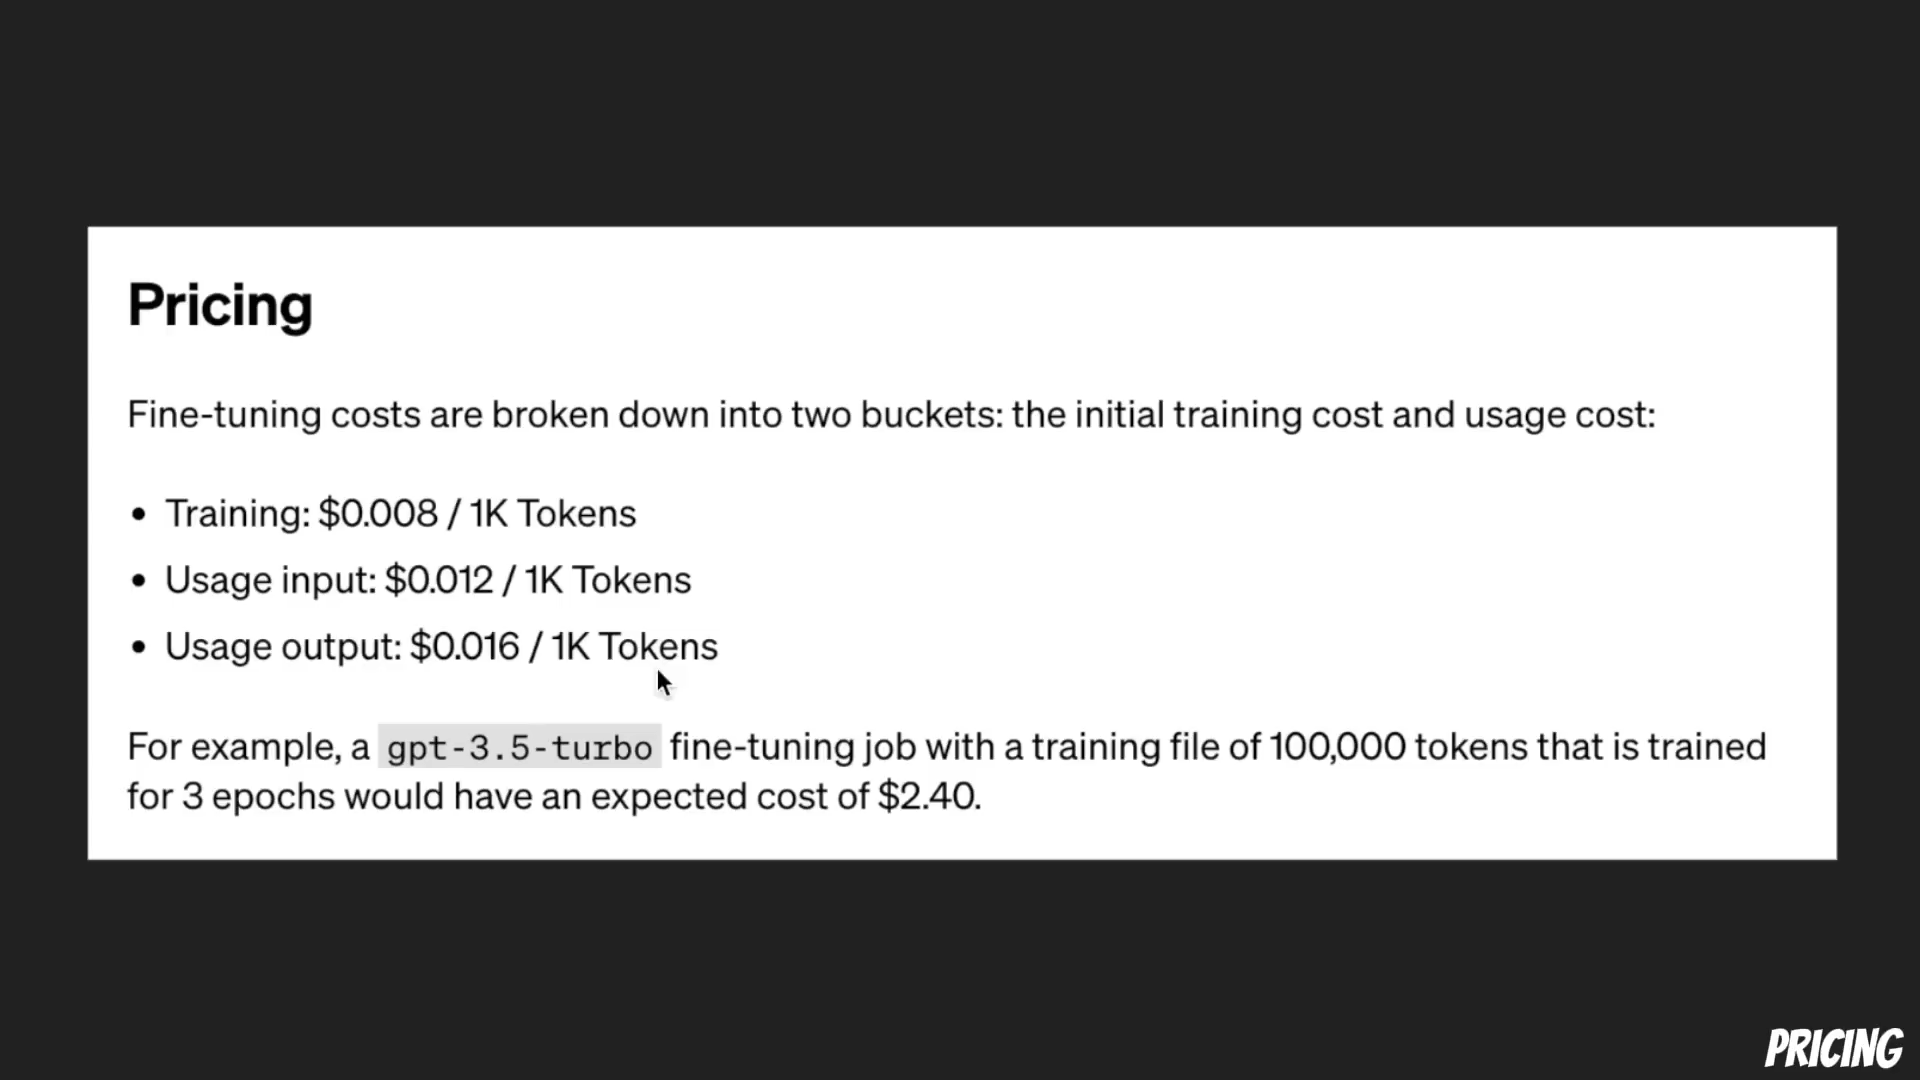 Pricing
Fine-tuning costs are broken down into two buckets: the initial training cost and usage cost:
• Training: $0.008 / 1K Tokens
• Usage input: $0.012 / 1K Tokens
• Usage output: $0.016 / 1K Tokens
For example, a gpt-3.5-turbo fine-tuning job with a training file of 100,000 tokens that is trained
for 3 epochs would have an expected cost of $2.40.
PRICING